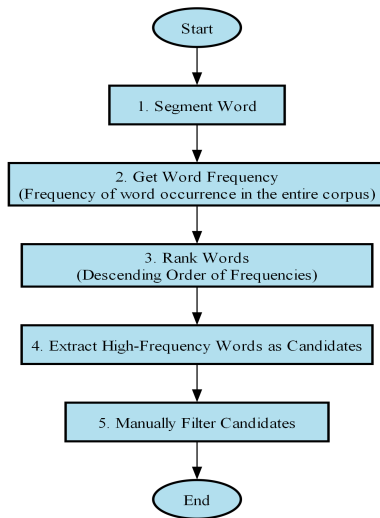 Start
1. Segment Word
2. Get Word Frequency
(Frequency of word occurrence in the entire corpus)
3. Rank Words
(Descending Order of Frequencies)
4. Extract High-Frequency Words as Candidates
5. Manually Filter Candidates
End